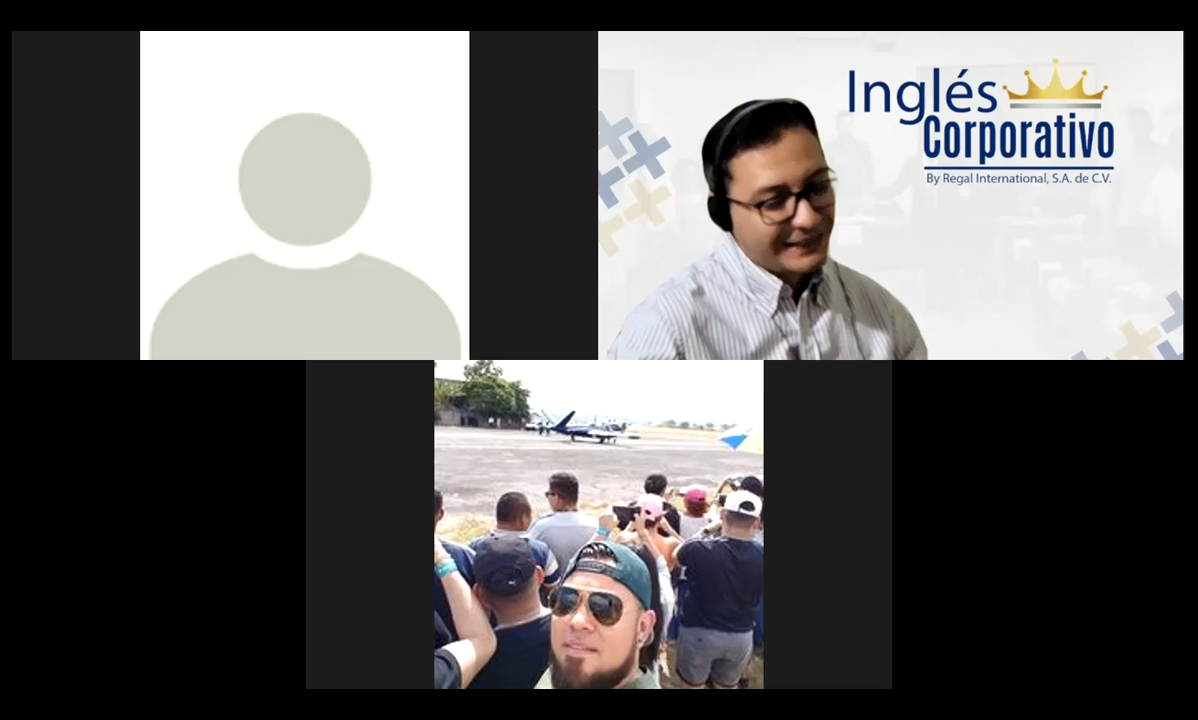 Inglés
Corporativo
By Regal International, S.A. de C.V.